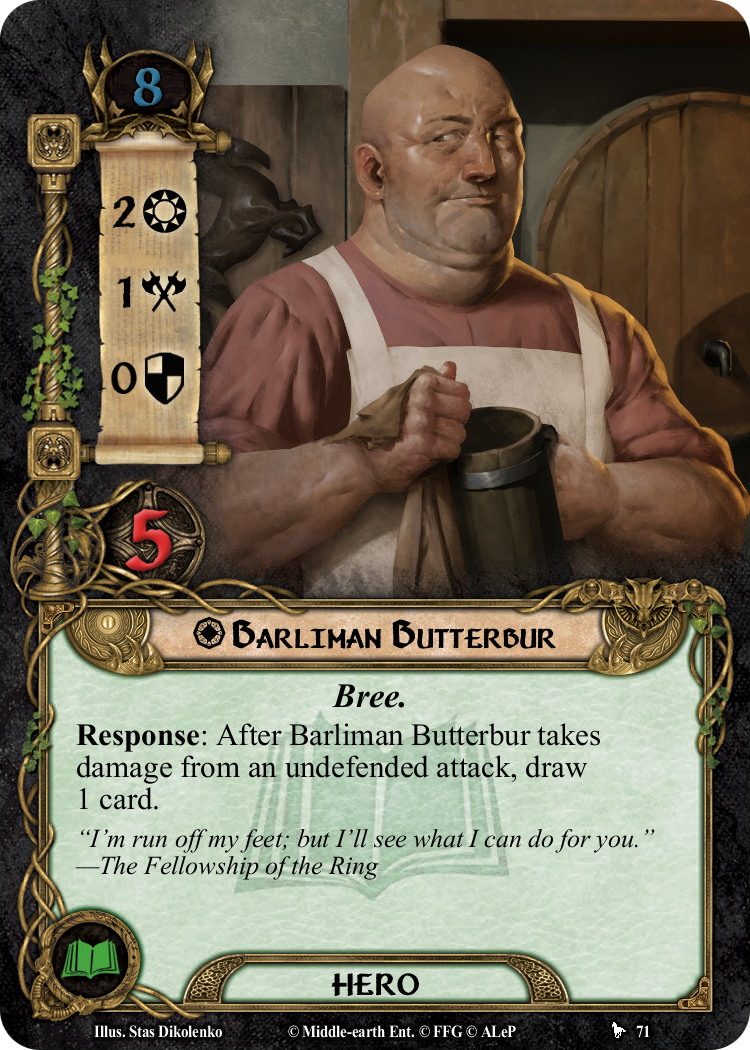 8
2
1
0
5
Barliman Butterbur
Bree.
Response: After Barliman Butterbur takes
damage from an undefended attack, draw
1 card.
“I’m run off my feet; but I’ll see what I can do for you.”
—The Fellowship of the Ring
HERO
Illus. Stas Dikolenko © Middle-earth Ent. © FFG © ALeP 71